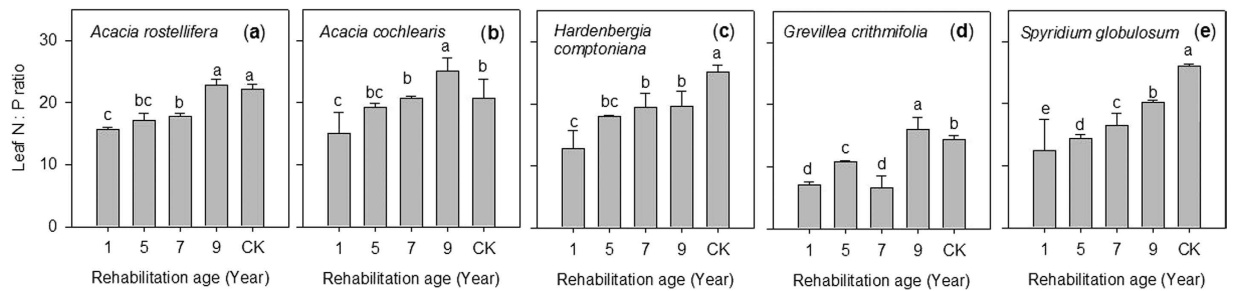 Leaf N : P ratio
30
20
10
0
Acacia rostellifera (a)
c
bc
b
a
a
1 5 7 9 CK
Rehabilitation age (Year)
Acacia cochlearis (b)
c
bc
b
a
b
1 5 7 9 CK
Rehabilitation age (Year)
Hardenbergia (c)
comptoniana
c
bc
b
b
a
1 5 7 9 CK
Rehabilitation age (Year)
Grevillea crithmifolia (d)
d
c
d
a
b
1 5 7 9 CK
Rehabilitation age (Year)
Spyridium globulosum (e)
e
d
c
b
a
1 5 7 9 CK
Rehabilitation age (Year)